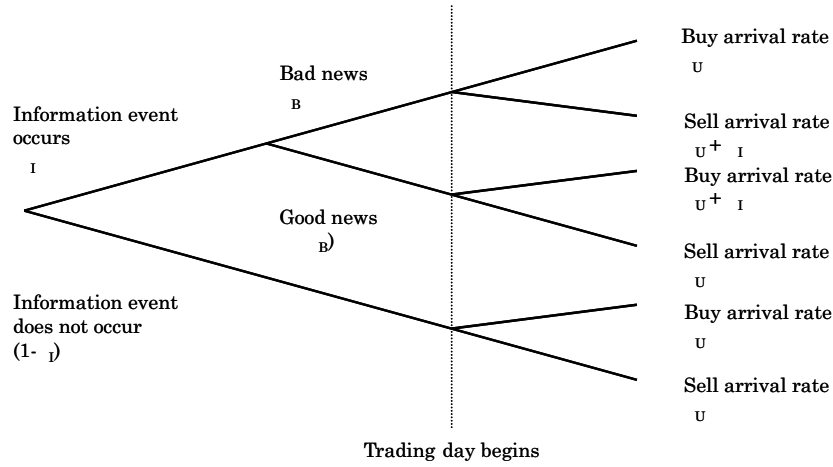 Bad news
B
Information event
occurs
I
Good news
B)
Information event
does not occur
(1- I)
Buy arrival rate
U
Sell arrival rate
U+ I
Buy arrival rate
U+ I
Sell arrival rate
U
Buy arrival rate
U
Sell arrival rate
U
Trading day begins